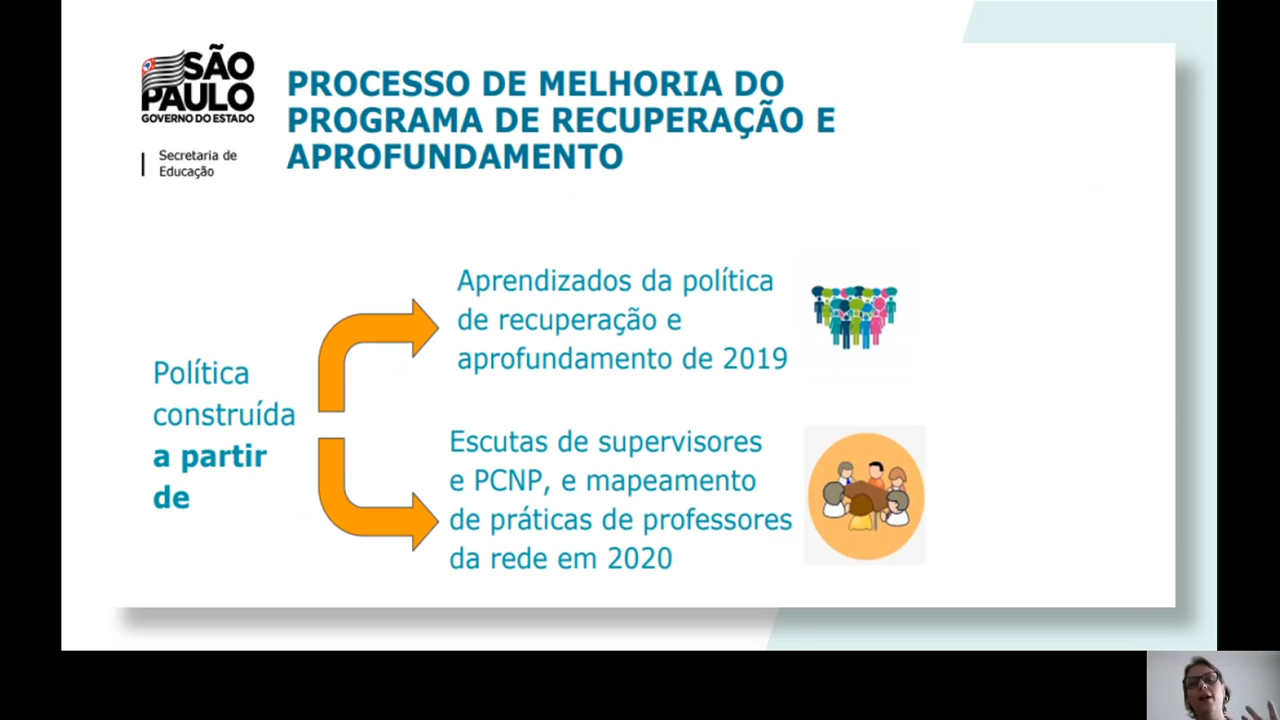 SÃO
PAULO
GOVERNO DO ESTADO
Secretaria de
Educação
PROCESSO DE MELHORIA DO
PROGRAMA DE RECUPERAÇÃO E
APROFUNDAMENTO
Política
construída
a partir
de
Aprendizados da política
de recuperação e
aprofundamento de 2019
Escutas de supervisores
e PCNP, e mapeamento
de práticas de professores
da rede em 2020